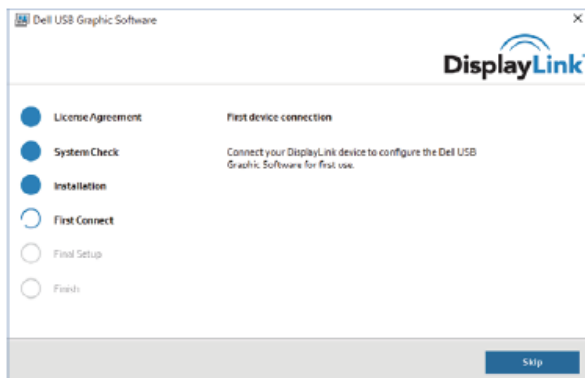 Dell USB Graphic Software
DisplayLink
License Agreement
System Check
Installation
First Connect
Final Setup
Finish
First device connection
Connect your DisplayLink device to configure the Dell USB
Graphic Software for first use.
Skip